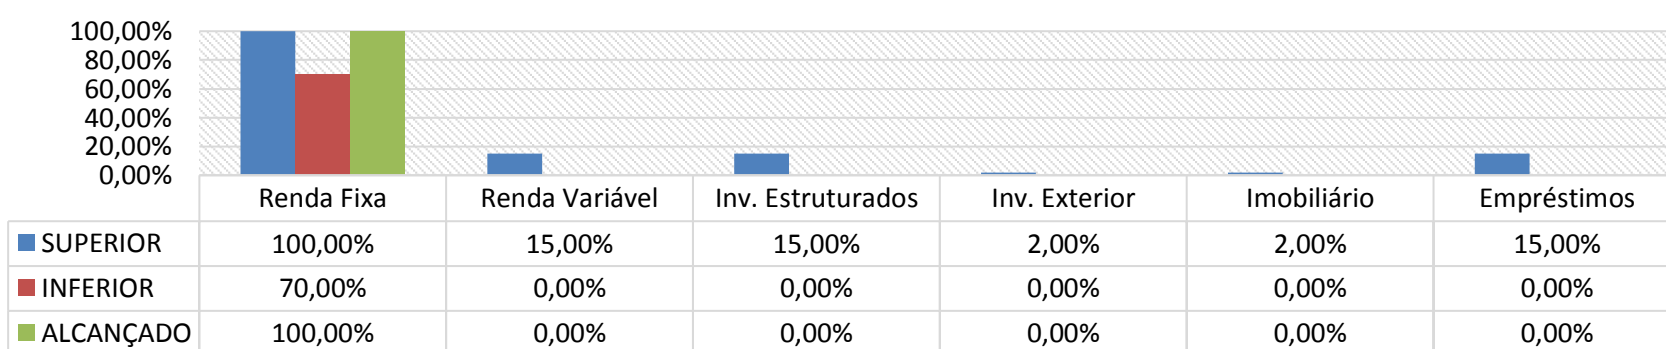 100,00%
80,00%
60,00%
40,00%
20,00%
0,00%
Renda Fixa Renda Variável Inv. Estruturados Inv. Exterior Imobiliário Empréstimos
SUPERIOR 100,00% 15,00% 15,00% 2,00% 2,00% 15,00%
INFERIOR 70,00% 0,00% 0,00% 0,00% 0,00% 0,00%
ALCANÇADO 100,00% 0,00% 0,00% 0,00% 0,00% 0,00%